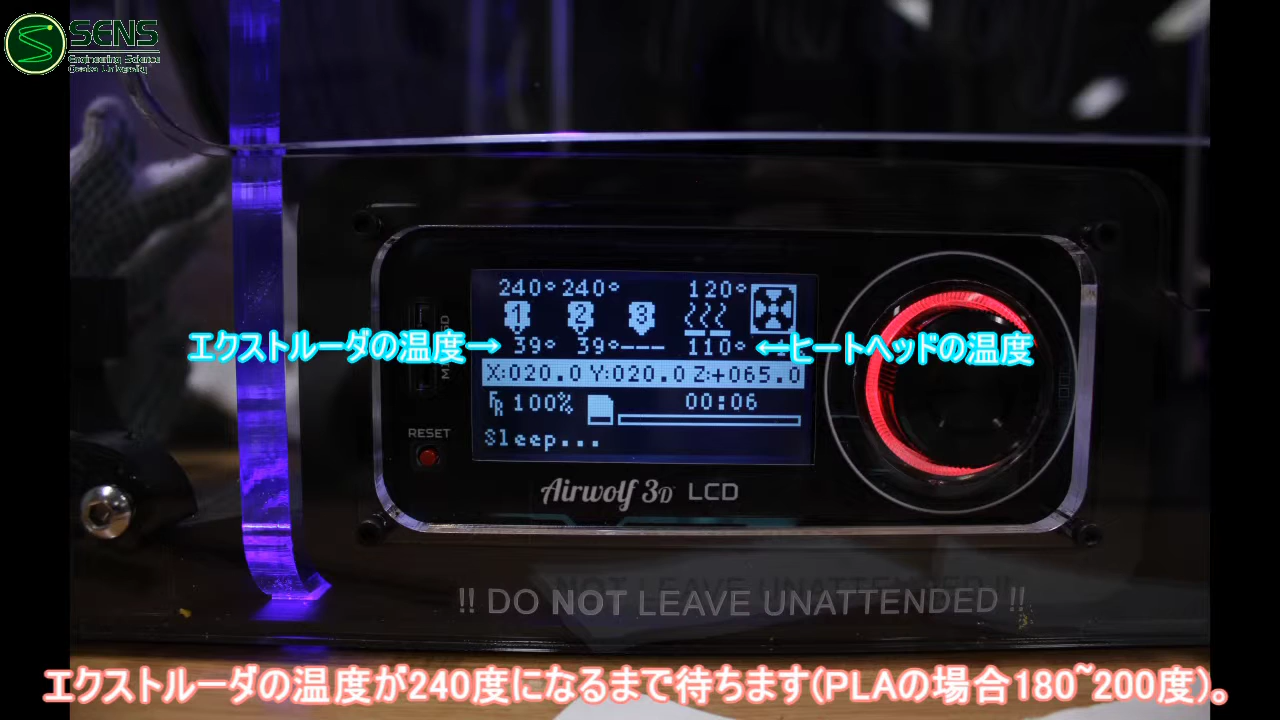 SENS
Engineering Science
Osaka University
240° 240° 120°
1 2 3
エクストルーダの温度→ 39° 39°--- 110° ←ヒートヘッドの温度
X:020.0 Y:020.0 Z:+065.0
FR 100% 00:06
Sleep...
RESET
Airwolf 3D LCD
!! DO NOT LEAVE UNATTENDED !!
エクストルーダの温度が240度になるまで待ちます(PLAの場合180~200度)。